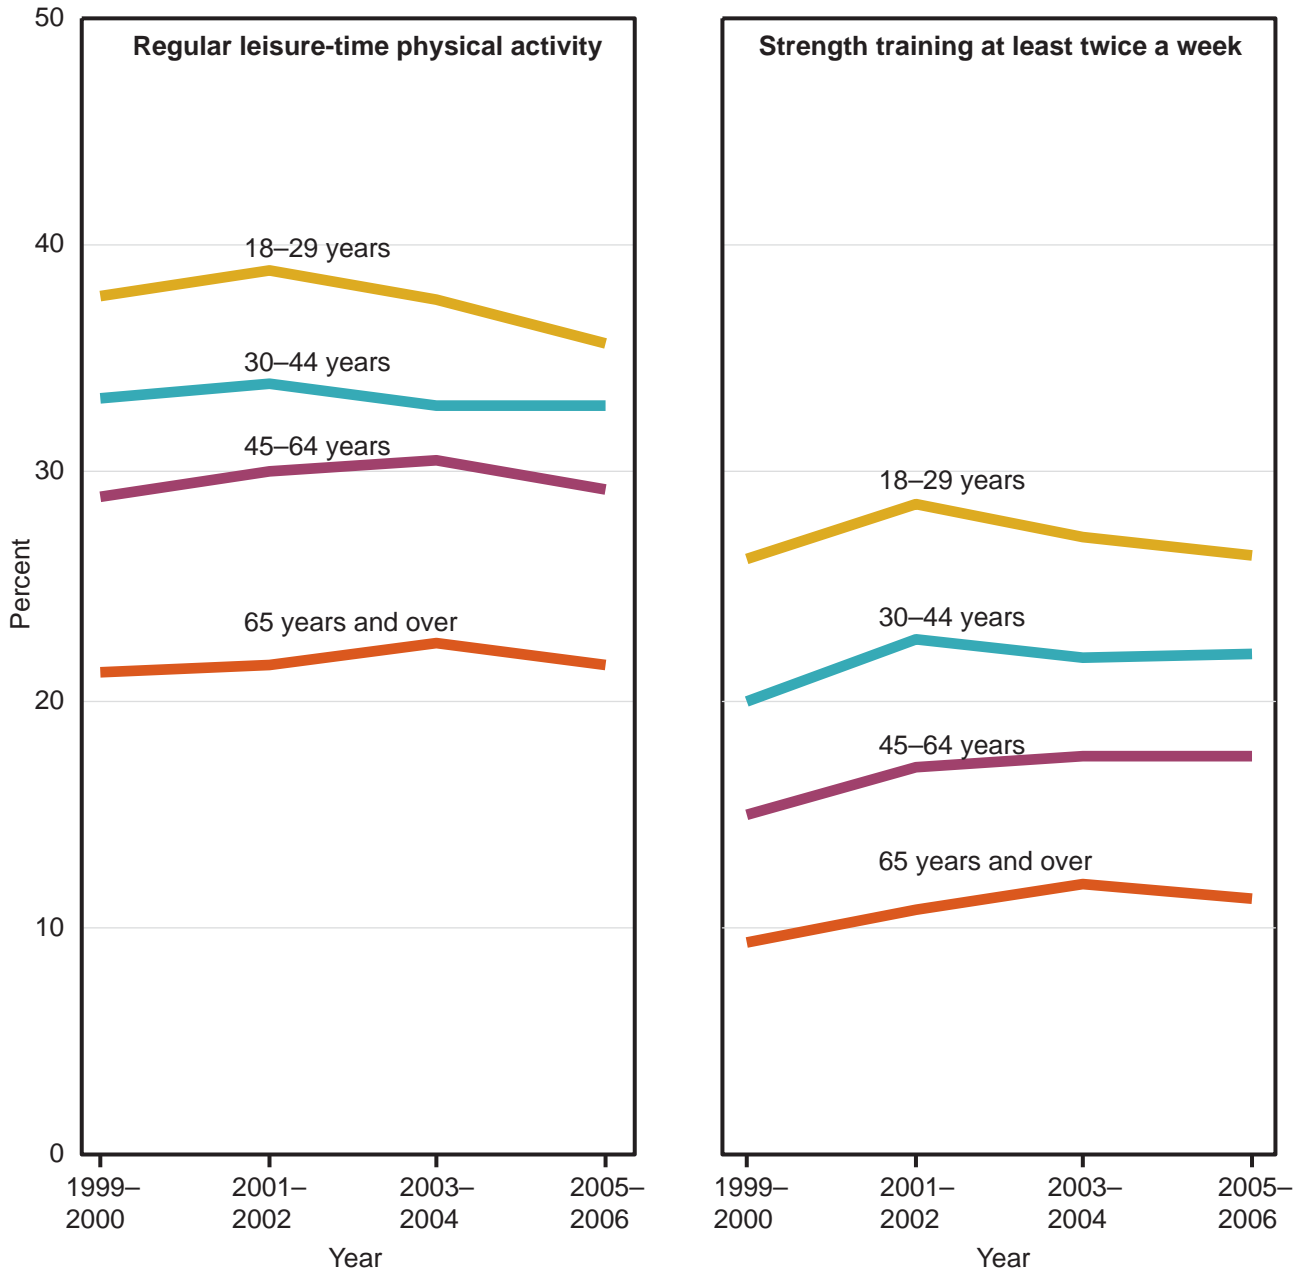 Regular leisure-time physical activity
Strength training at least twice a week
Percent
50
40
30
20
10
0
18–29 years
30–44 years
45–64 years
65 years and over
18–29 years
30–44 years
45–64 years
65 years and over
1999–
2000
2001–
2002
2003–
2004
2005–
2006
Year
1999–
2000
2001–
2002
2003–
2004
2005–
2006
Year